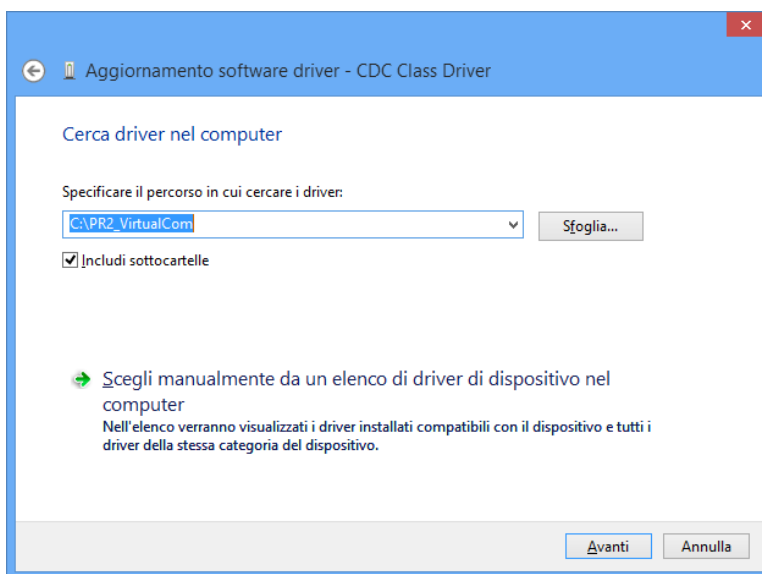 Aggiornamento software driver - CDC Class Driver
Cerca driver nel computer
Specificare il percorso in cui cercare i driver:
C:\PR2_VirtualCom
Sfoglia...
Includi sottocartelle
Scegli manualmente da un elenco di driver di dispositivo nel
computer
Nell'elenco verranno visualizzati i driver installati compatibili con il dispositivo e tutti i
driver della stessa categoria del dispositivo.
Avanti Annulla